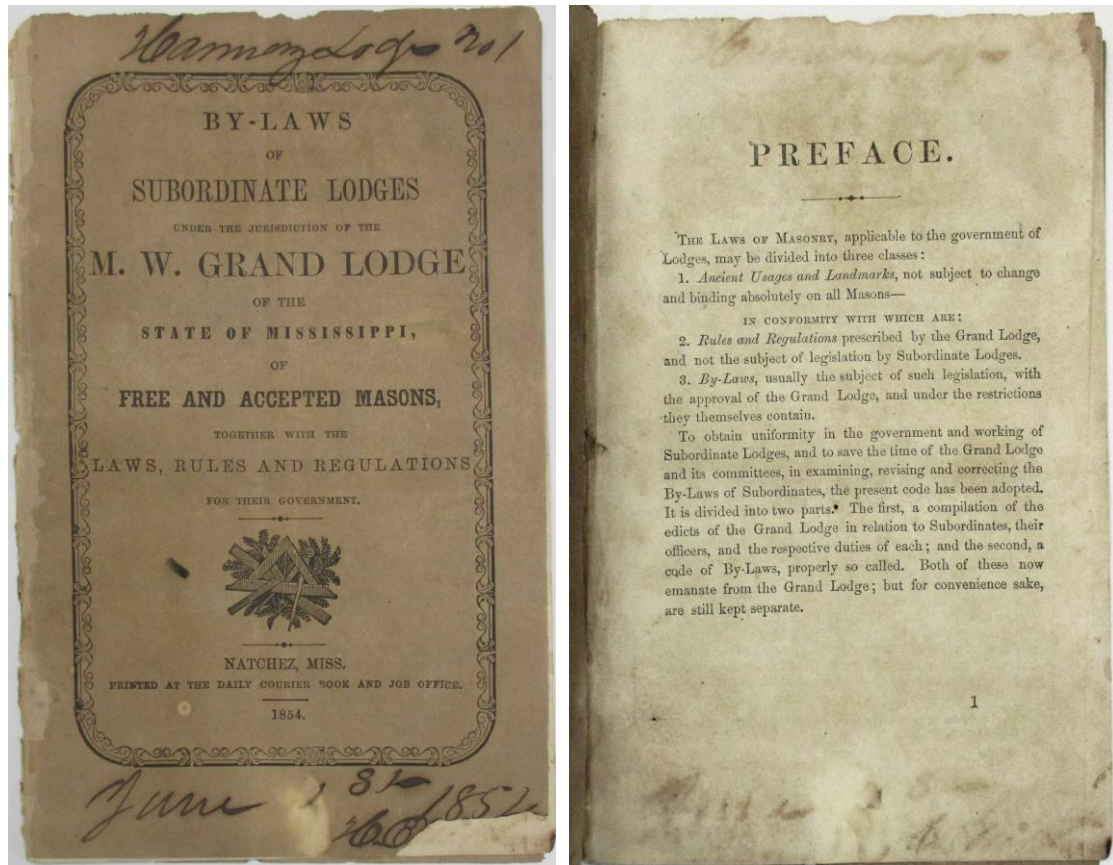 Harmony Lodge No 1
BY-LAWS
OF
SUBORDINATE LODGES
UNDER THE JURISDICTION OF THE
M. W. GRAND LODGE
OF THE
STATE OF MISSISSIPPI,
OF
FREE AND ACCEPTED MASONS,
TOGETHER WITH THE
LAWS, RULES AND REGULATIONS
FOR THEIR GOVERNMENT.
NATCHEZ, MISS.
PRINTED AT THE DAILY COURIER BOOK AND JOB OFFICE.
1854.
June 1st
PREFACE.
THE LAWS OF MASONRY, applicable to the government of
Lodges, may be divided into three classes:
1. Ancient Usages and Landmarks, not subject to change
and binding absolutely on all Masons—
IN CONFORMITY WITH WHICH ARE:
2. Rules and Regulations prescribed by the Grand Lodge,
and not the subject of legislation by Subordinate Lodges.
3. By-Laws, usually the subject of such legislation, with
the approval of the Grand Lodge, and under the restrictions
they themselves contain.
To obtain uniformity in the government and working of
Subordinate Lodges, and to save the time of the Grand Lodge
and its committees, in examining, revising and correcting the
By-Laws of Subordinates, the present code has been adopted.
It is divided into two parts. The first, a compilation of the
edicts of the Grand Lodge in relation to Subordinates, their
officers, and the respective duties of each; and the second, a
code of By-Laws, properly so called. Both of these now
emanate from the Grand Lodge; but for convenience sake,
are still kept separate.
1